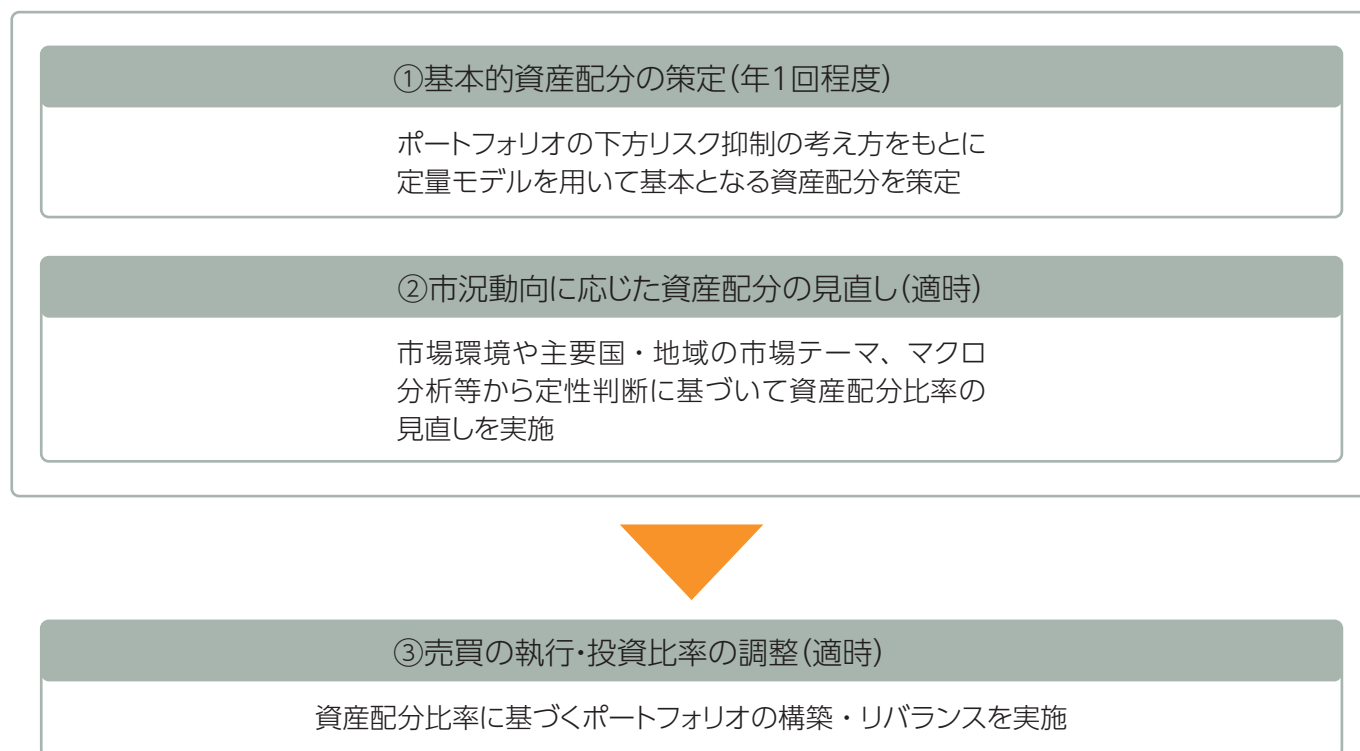 ①基本的資産配分の策定(年1回程度)
ポートフォリオの下方リスク抑制の考え方をもとに
定量モデルを用いて基本となる資産配分を策定
②市況動向に応じた資産配分の見直し(適時)
市場環境や主要国・地域の市場テーマ、マクロ
分析等から定性判断に基づいて資産配分比率の
見直しを実施
③売買の執行・投資比率の調整(適時)
資産配分比率に基づくポートフォリオの構築・リバランスを実施